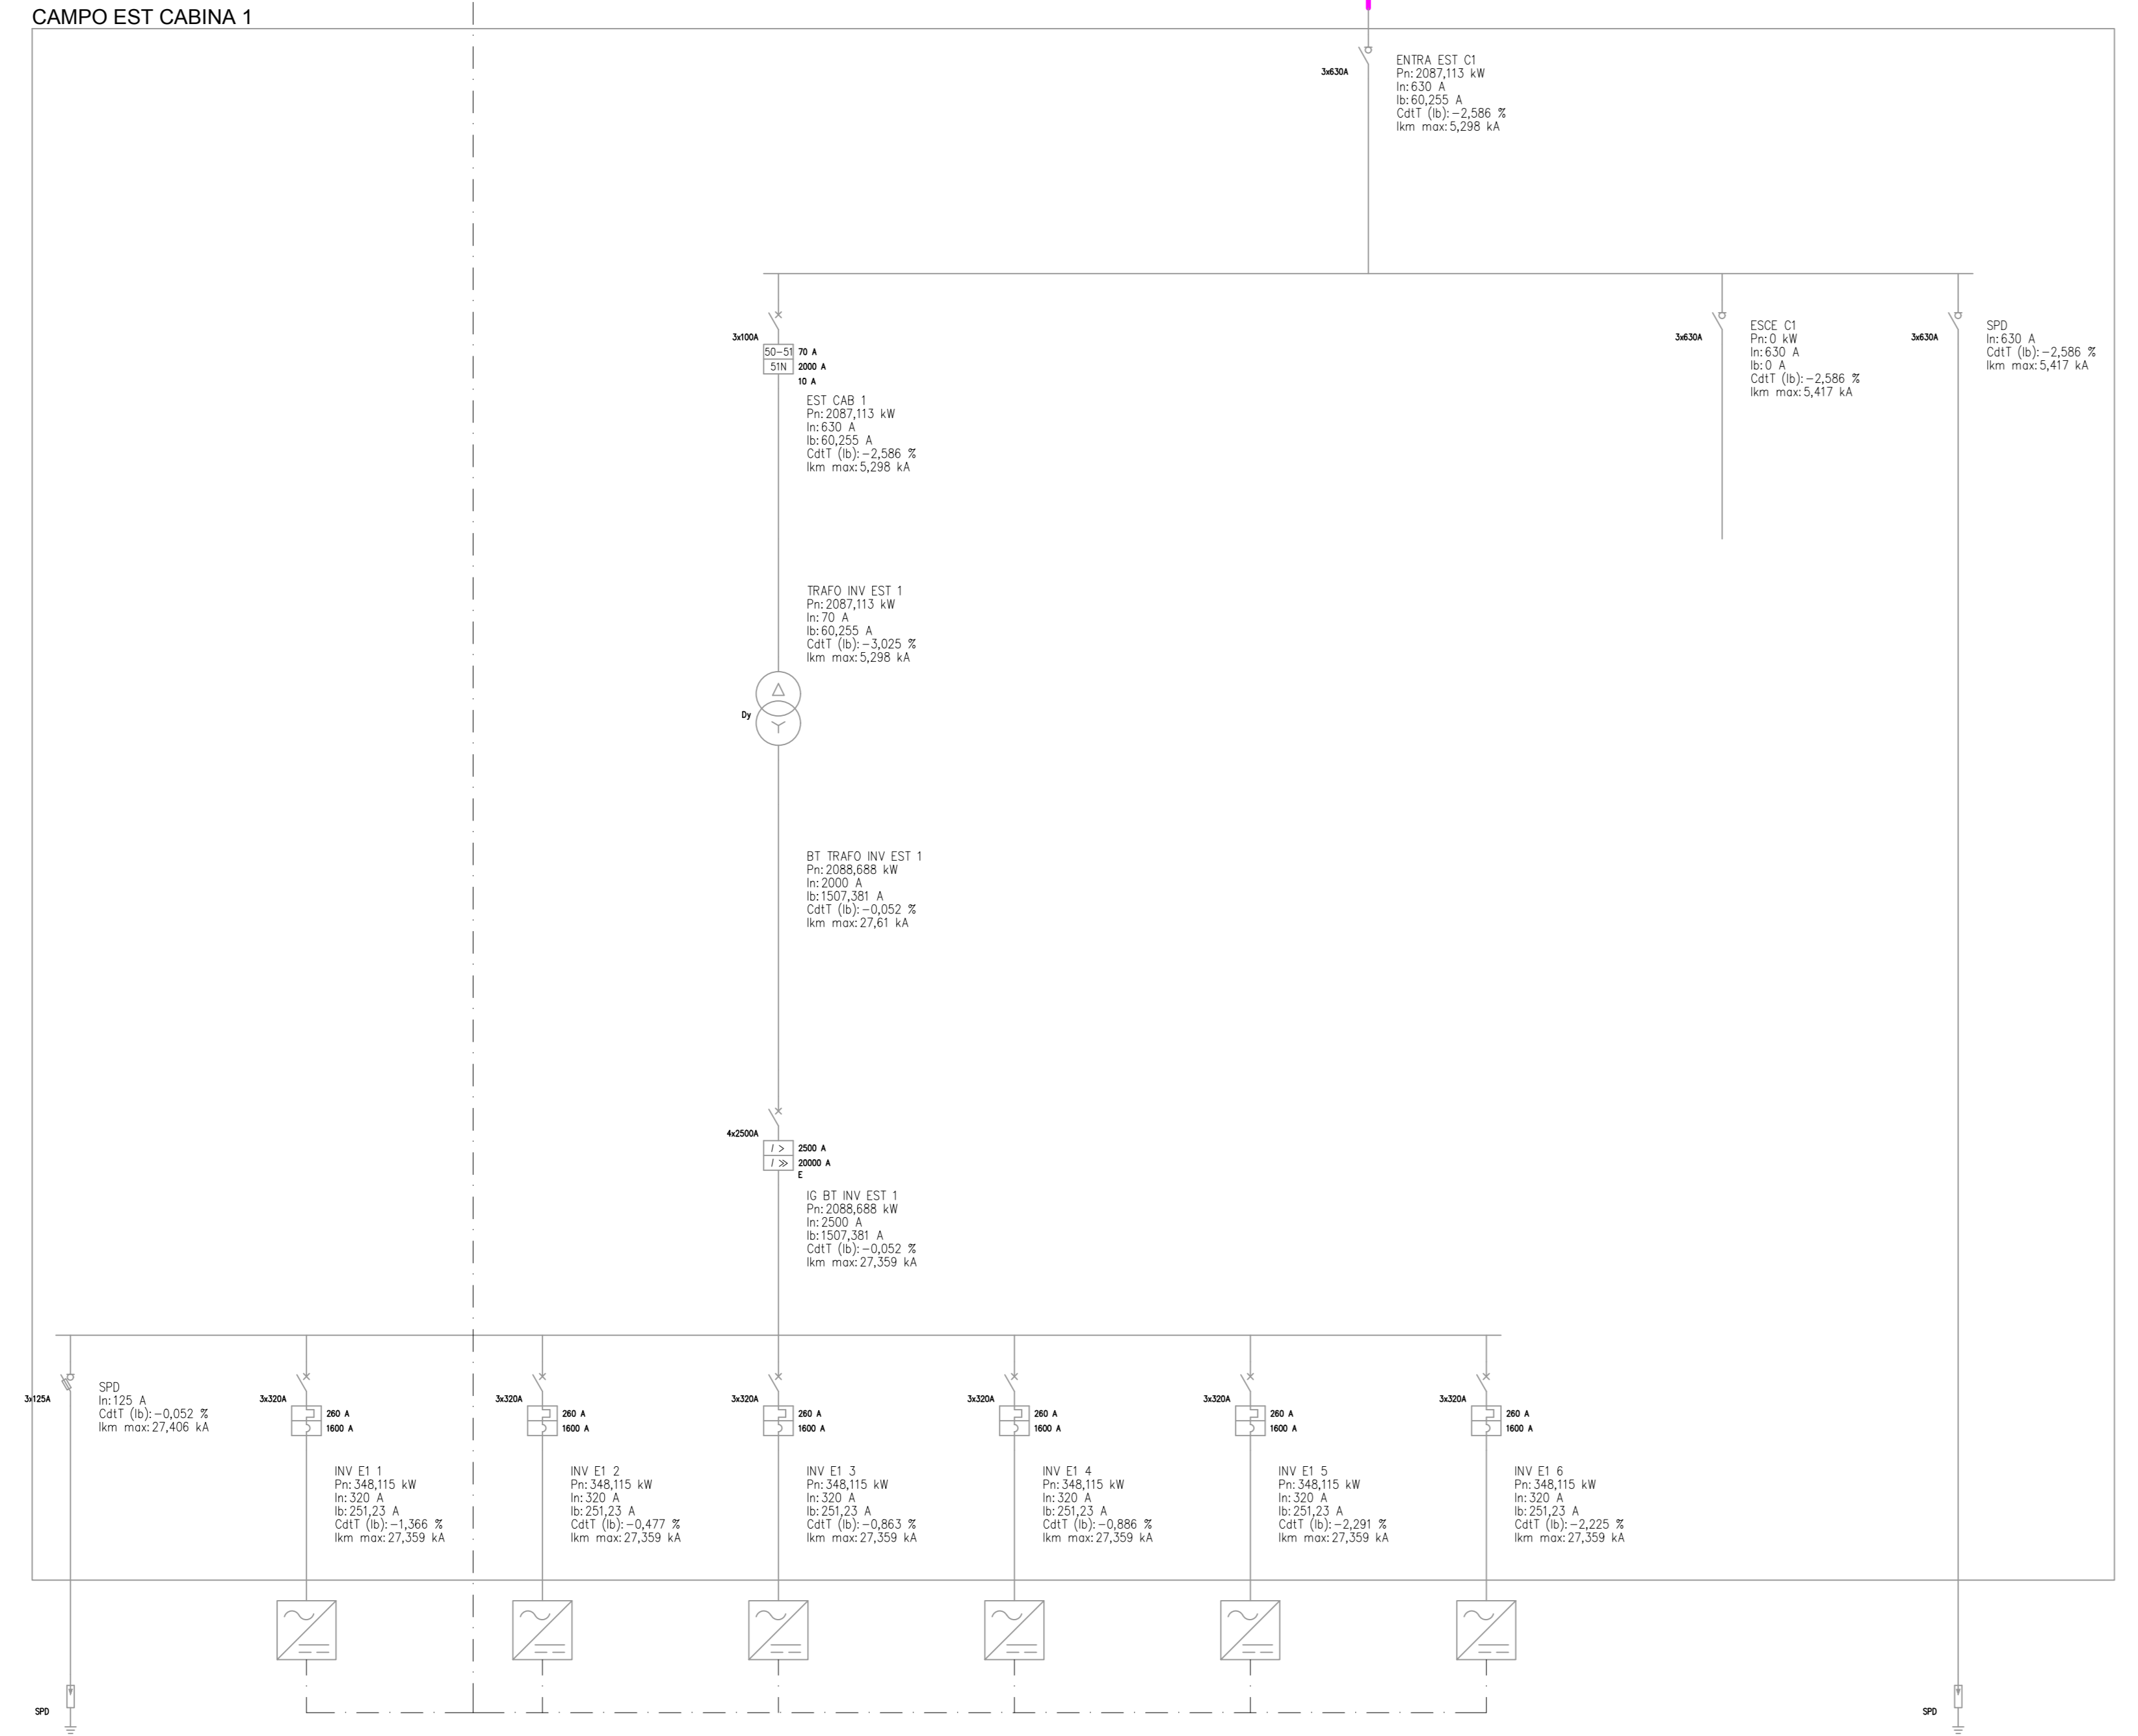 CAMPO EST CABINA 1
3x630A
ENTRA EST C1
Pn: 2087,113 kW
In: 630 A
Ib: 60,255 A
CdtT (Ib): -2,586 %
Ikm max: 5,298 kA
3x100A
50-51
70 A
51N
2000 A
10 A
EST CAB 1
Pn: 2087,113 kW
In: 630 A
Ib: 60,255 A
CdtT (Ib): -2,586 %
Ikm max: 5,298 kA
3x630A
ESCE C1
Pn: 0 kW
In: 630 A
Ib: 0 A
CdtT (Ib): -2,586 %
Ikm max: 5,417 kA
3x630A
SPD
In: 630 A
CdtT (Ib): -2,586 %
Ikm max: 5,417 kA
TRAFO INV EST 1
Pn: 2087,113 kW
In: 70 A
Ib: 60,255 A
CdtT (Ib): -3,025 %
Ikm max: 5,298 kA
Dy
BT TRAFO INV EST 1
Pn: 2088,688 kW
In: 2000 A
Ib: 1507,381 A
CdtT (Ib): -0,052 %
Ikm max: 27,61 kA
4x2500A
I >
2500 A
I >>
20000 A
E
IG BT INV EST 1
Pn: 2088,688 kW
In: 2500 A
Ib: 1507,381 A
CdtT (Ib): -0,052 %
Ikm max: 27,359 kA
3x125A
SPD
In: 125 A
CdtT (Ib): -0,052 %
Ikm max: 27,406 kA
3x320A
260 A
1600 A
INV E1 1
Pn: 348,115 kW
In: 320 A
Ib: 251,23 A
CdtT (Ib): -1,366 %
Ikm max: 27,359 kA
3x320A
260 A
1600 A
INV E1 2
Pn: 348,115 kW
In: 320 A
Ib: 251,23 A
CdtT (Ib): -0,477 %
Ikm max: 27,359 kA
3x320A
260 A
1600 A
INV E1 3
Pn: 348,115 kW
In: 320 A
Ib: 251,23 A
CdtT (Ib): -0,863 %
Ikm max: 27,359 kA
3x320A
260 A
1600 A
INV E1 4
Pn: 348,115 kW
In: 320 A
Ib: 251,23 A
CdtT (Ib): -0,886 %
Ikm max: 27,359 kA
3x320A
260 A
1600 A
INV E1 5
Pn: 348,115 kW
In: 320 A
Ib: 251,23 A
CdtT (Ib): -2,291 %
Ikm max: 27,359 kA
3x320A
260 A
1600 A
INV E1 6
Pn: 348,115 kW
In: 320 A
Ib: 251,23 A
CdtT (Ib): -2,225 %
Ikm max: 27,359 kA
SPD
SPD